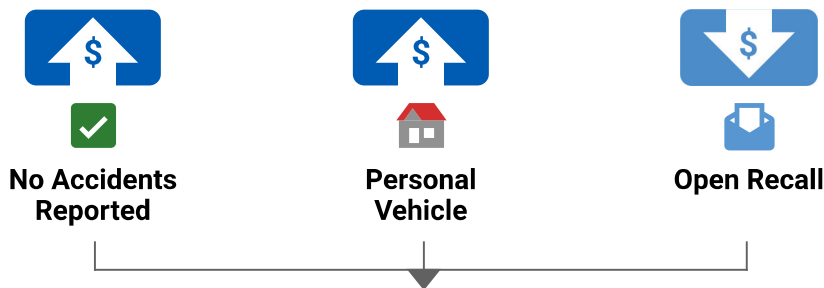 $
$
$
No Accidents
Reported
Personal
Vehicle
Open Recall